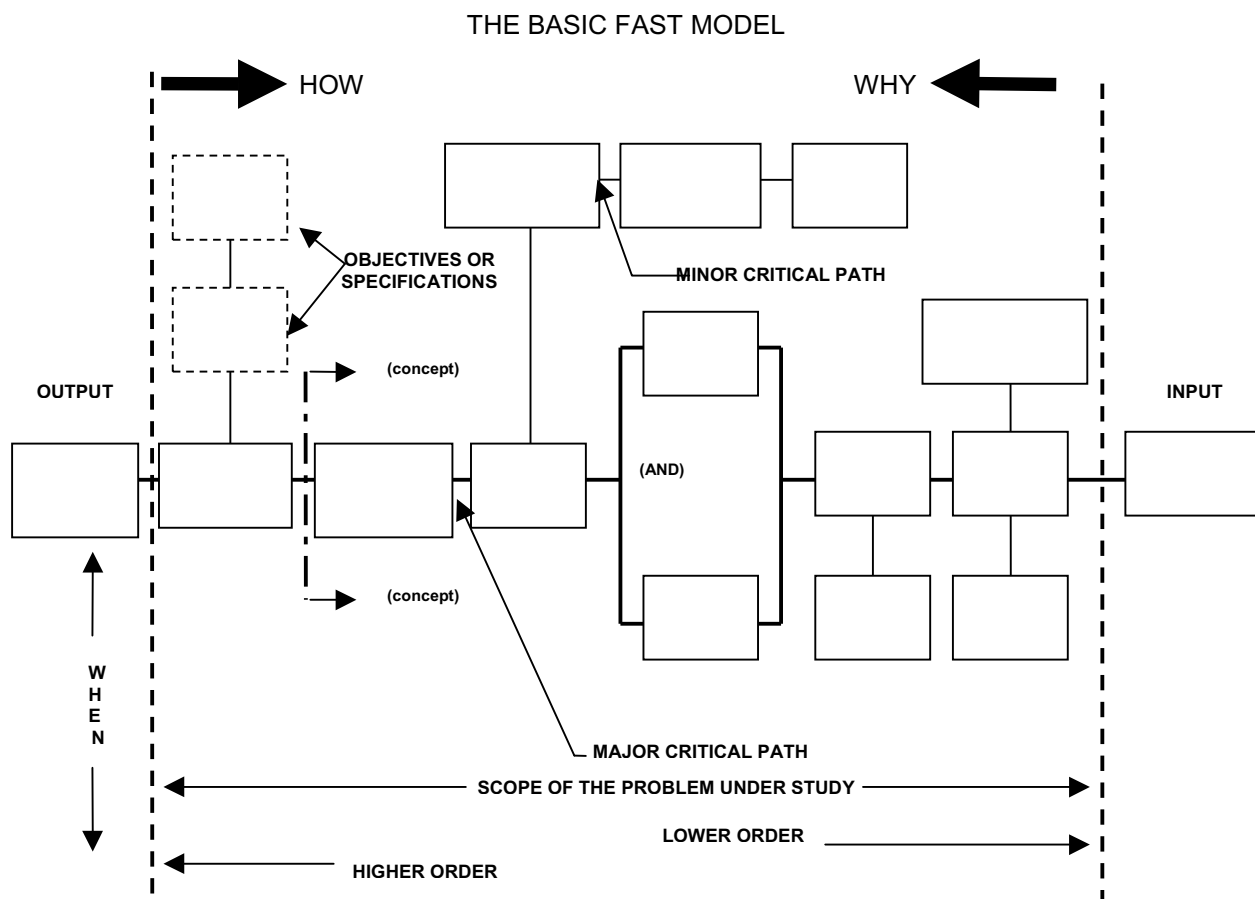 THE BASIC FAST MODEL
HOW
WHY
OBJECTIVES OR
SPECIFICATIONS
MINOR CRITICAL PATH
(concept)
OUTPUT
INPUT
(AND)
(concept)
W
H
E
N
MAJOR CRITICAL PATH
SCOPE OF THE PROBLEM UNDER STUDY
LOWER ORDER
HIGHER ORDER